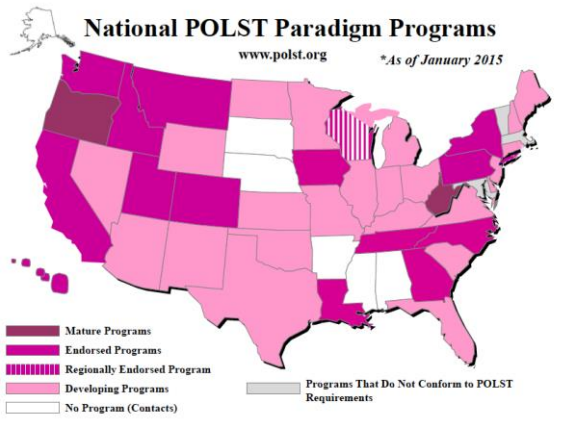 National POLST Paradigm Programs
www.polst.org
*As of January 2015
Mature Programs
Endorsed Programs
Regionally Endorsed Program
Developing Programs
No Program (Contacts)
Programs That Do Not Conform to POLST
Requirements